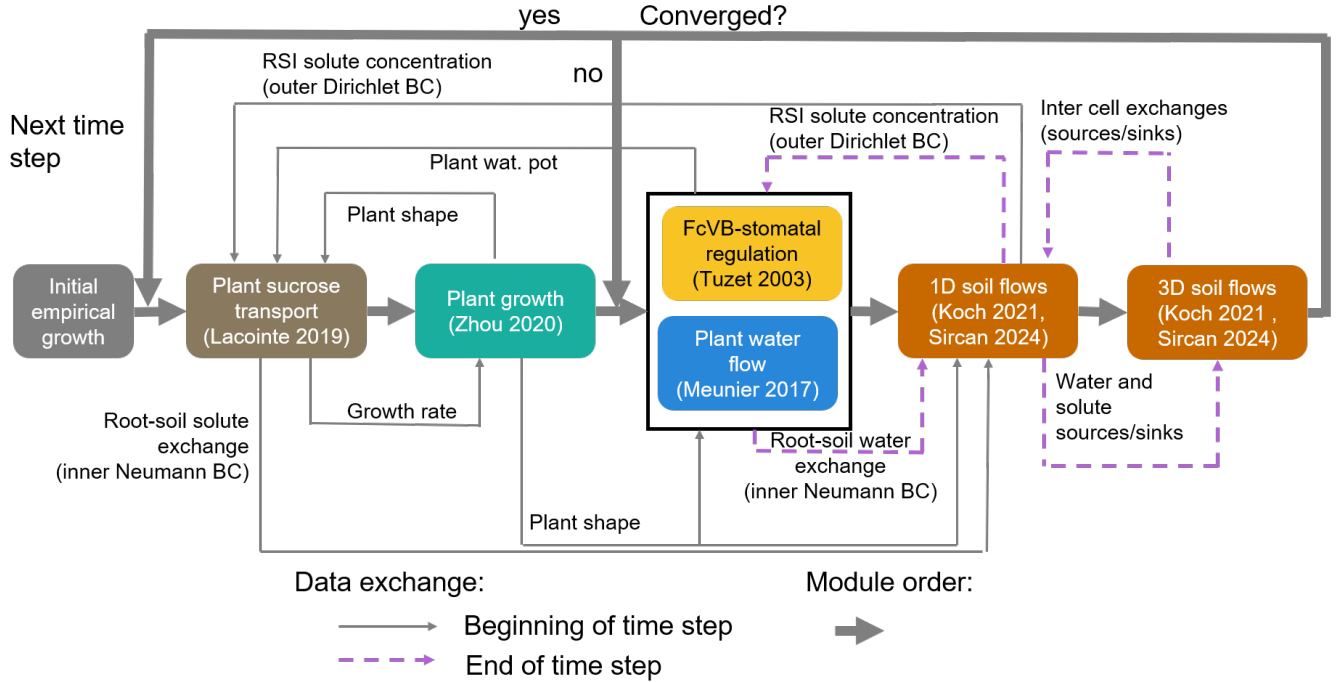 yes
Converged?
RSI solute concentration
(outer Dirichlet BC)
no
Next time
step
RSI solute concentration
(outer Dirichlet BC)
Inter cell exchanges
(sources/sinks)
Plant wat. pot
Plant shape
Initial
empirical
growth
Plant sucrose
transport
(Lacointe 2019)
Plant growth
(Zhou 2020)
FcVB-stomatal
regulation
(Tuzet 2003)
Plant water
flow
(Meunier 2017)
1D soil flows
(Koch 2021,
Sircan 2024)
3D soil flows
(Koch 2021 ,
Sircan 2024)
Growth rate
Root-soil solute
exchange
(inner Neumann BC)
Root-soil water
exchange
(inner Neumann BC)
Water and
solute
sources/sinks
Plant shape
Data exchange:
Beginning of time step
End of time step
Module order: